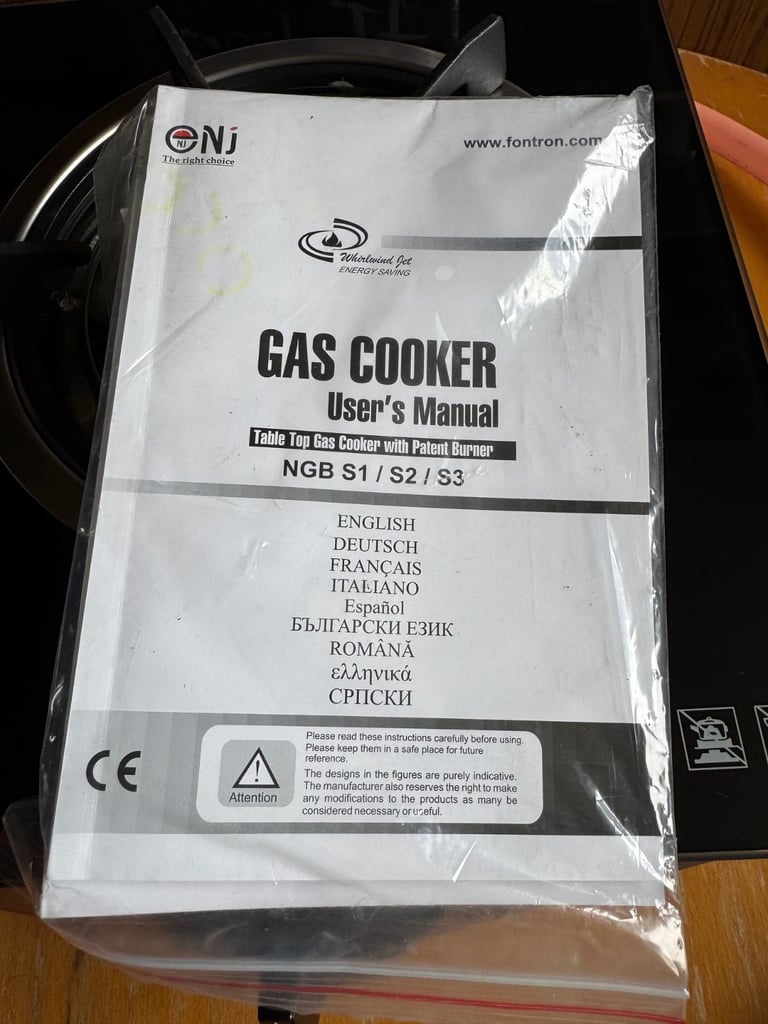 eNj
NJ
The right choice
www.fontron.com
Whirlwind Jet
ENERGY SAVING
GAS COOKER
User's Manual
Table Top Gas Cooker with Patent Burner
NGB S1 / S2 / S3
ENGLISH
DEUTSCH
FRANÇAIS
ITALIANO
Español
БЪЛГАРСКИ ЕЗИК
ROMÂNĂ
ελληνικά
СРПСКИ
CE
Attention
Please read these instructions carefully before using.
Please keep them in a safe place for future
reference.
The designs in the figures are purely indicative.
The manufacturer also reserves the right to make
any modifications to the products as many be
considered necessary or useful.